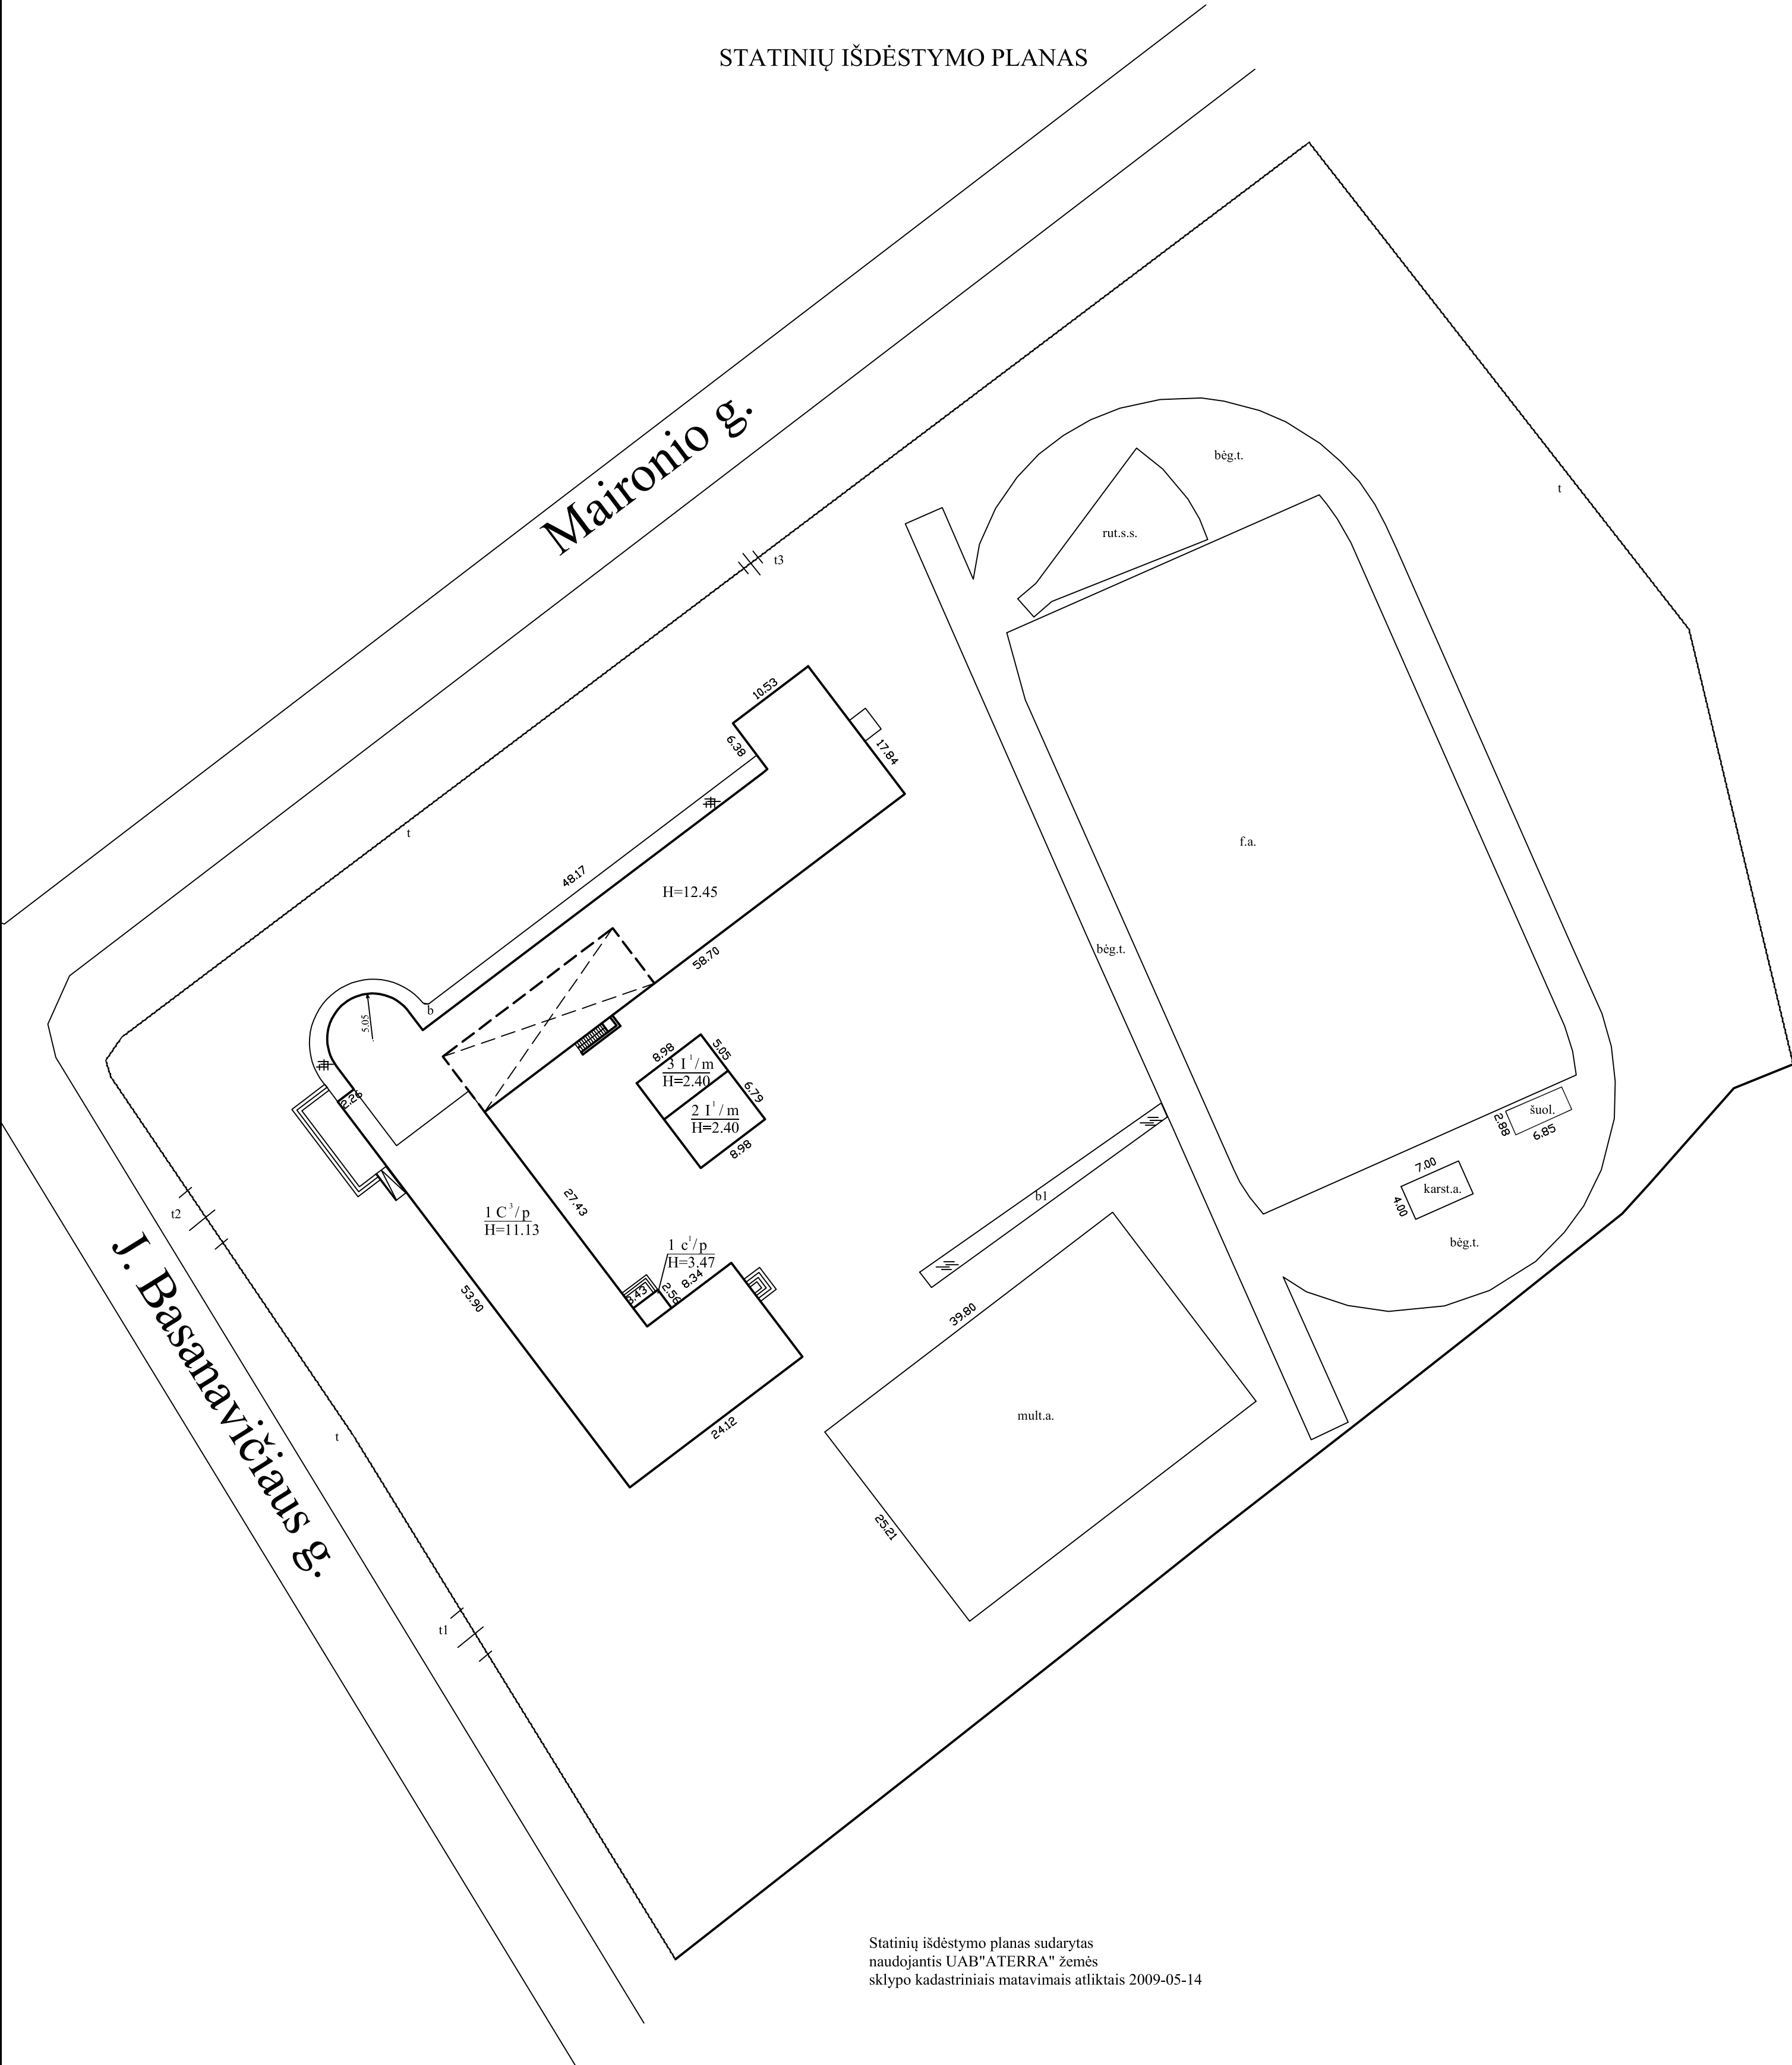 STATINIŲ IŠDĖSTYMO PLANAS
Maironio g.
bėg.t.
t
rut.s.s.
t3
10.53
6.38
17.84
t
f.a.
48.17
H=12.45
bėg.t.
58.70
b
5.05
8.98
5.05
3 I¹/m
H=2.40
6.79
2 I¹/m
H=2.40
8.98
2.26
šuol.
2.88
6.85
7.00
karst.a.
4.00
b1
27.43
t2
1 C³/p
H=11.13
bėg.t.
1 c¹/p
H=3.47
8.34
2.56
3.43
53.90
39.80
J. Basanavičiaus g.
mult.a.
24.12
t
25.21
t1
Statinių išdėstymo planas sudarytas
naudojantis UAB"ATERRA" žemės
sklypo kadastriniais matavimais atliktais 2009-05-14